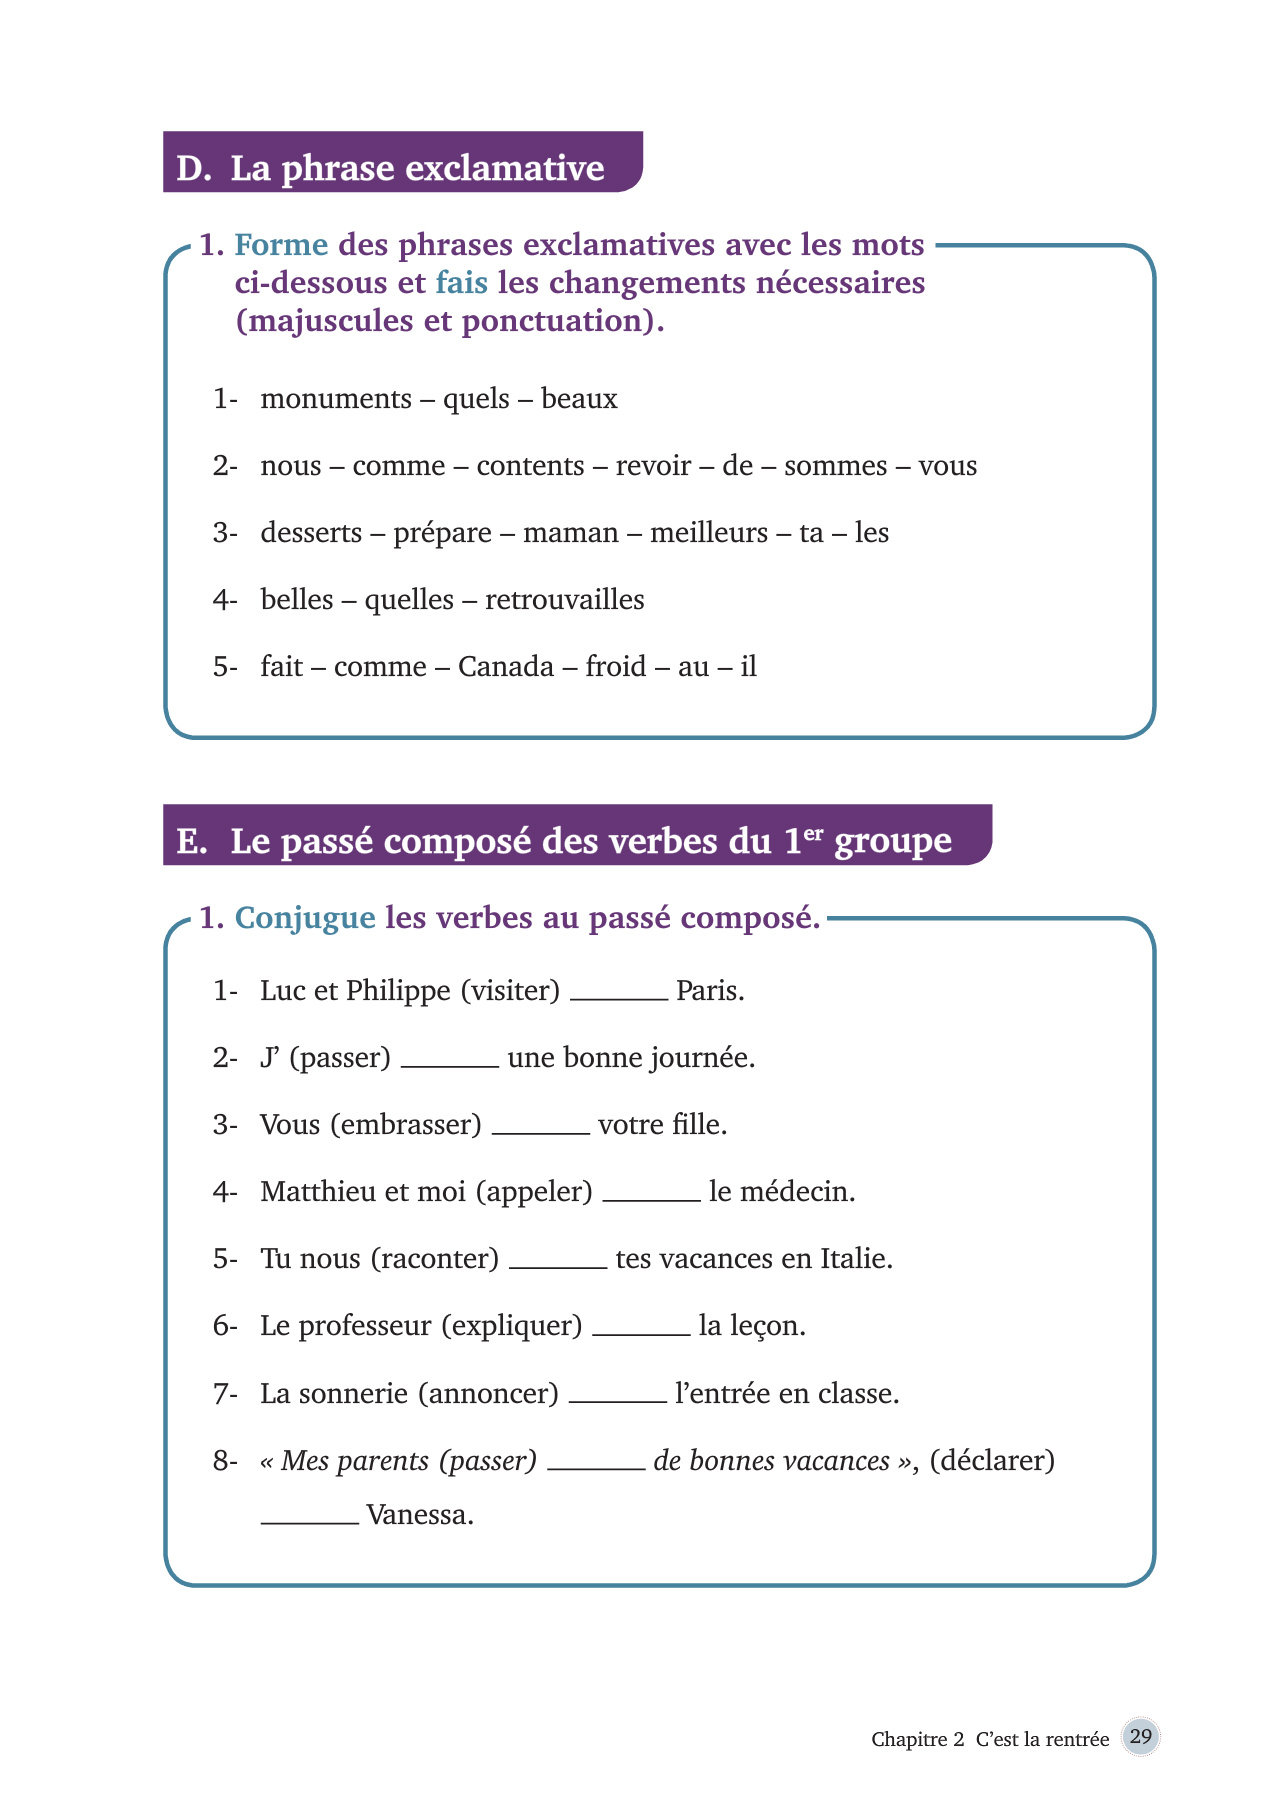 D. La phrase exclamative
1. Forme des phrases exclamatives avec les mots
ci-dessous et fais les changements nécessaires
(majuscules et ponctuation).
1- monuments – quels – beaux
2- nous – comme – contents – revoir – de – sommes – vous
3- desserts – prépare – maman – meilleurs – ta – les
4- belles – quelles – retrouvailles
5- fait – comme – Canada – froid – au – il
E. Le passé composé des verbes du 1er groupe
1. Conjugue les verbes au passé composé.
1- Luc et Philippe (visiter) _______ Paris.
2- J’ (passer) _______ une bonne journée.
3- Vous (embrasser) _______ votre fille.
4- Matthieu et moi (appeler) _______ le médecin.
5- Tu nous (raconter) _______ tes vacances en Italie.
6- Le professeur (expliquer) _______ la leçon.
7- La sonnerie (annoncer) _______ l’entrée en classe.
8- « Mes parents (passer) _______ de bonnes vacances », (déclarer)
_______ Vanessa.
Chapitre 2 C’est la rentrée 29